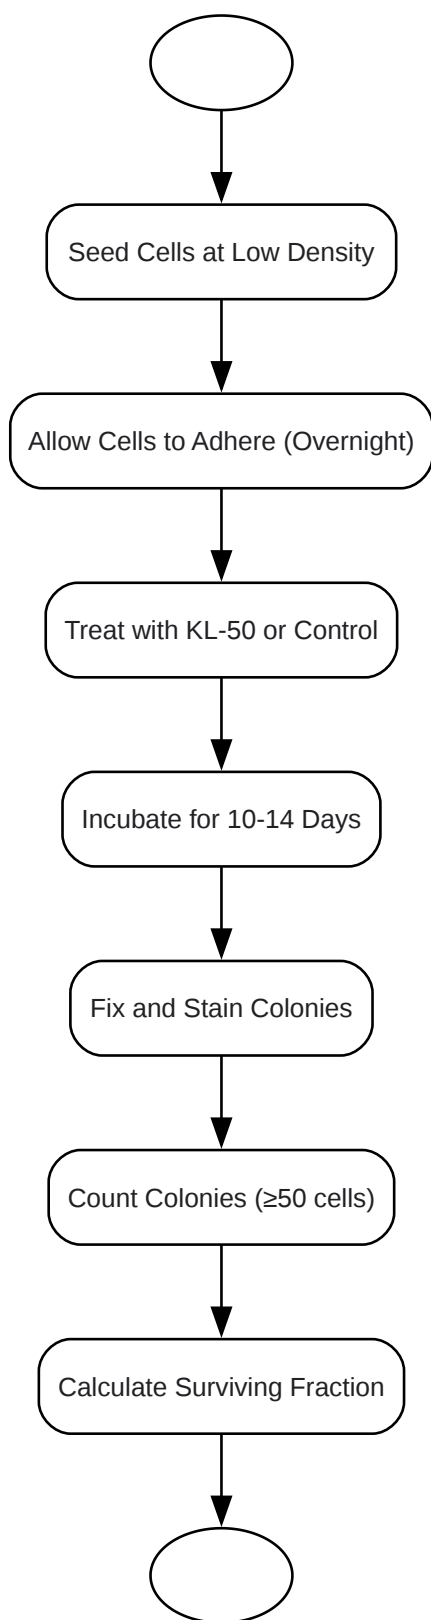 Seed Cells at Low Density
Allow Cells to Adhere (Overnight)
Treat with KL-50 or Control
Incubate for 10-14 Days
Fix and Stain Colonies
Count Colonies (≥50 cells)
Calculate Surviving Fraction